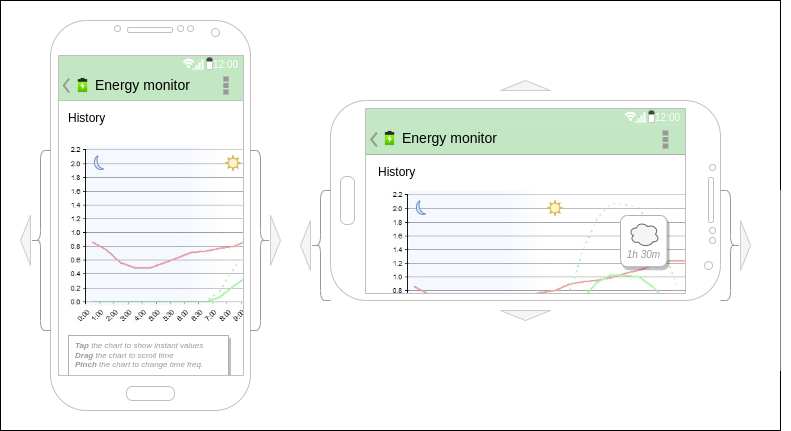 12:00
Energy monitor
History
2.2
2.0
1.8
1.6
1.4
1.2
1.0
0.8
0.6
0.4
0.2
0.0
0:00 1:00 2:00 3:00 4:00 5:00 5:30 6:00 6:30 7:00 8:00 9:00
Tap the chart to show instant values
Drag the chart to scroll time
Pinch the chart to change time freq.
12:00
Energy monitor
History
2.2
2.0
1.8
1.6
1.4
1.2
1.0
0.8
1h 30m